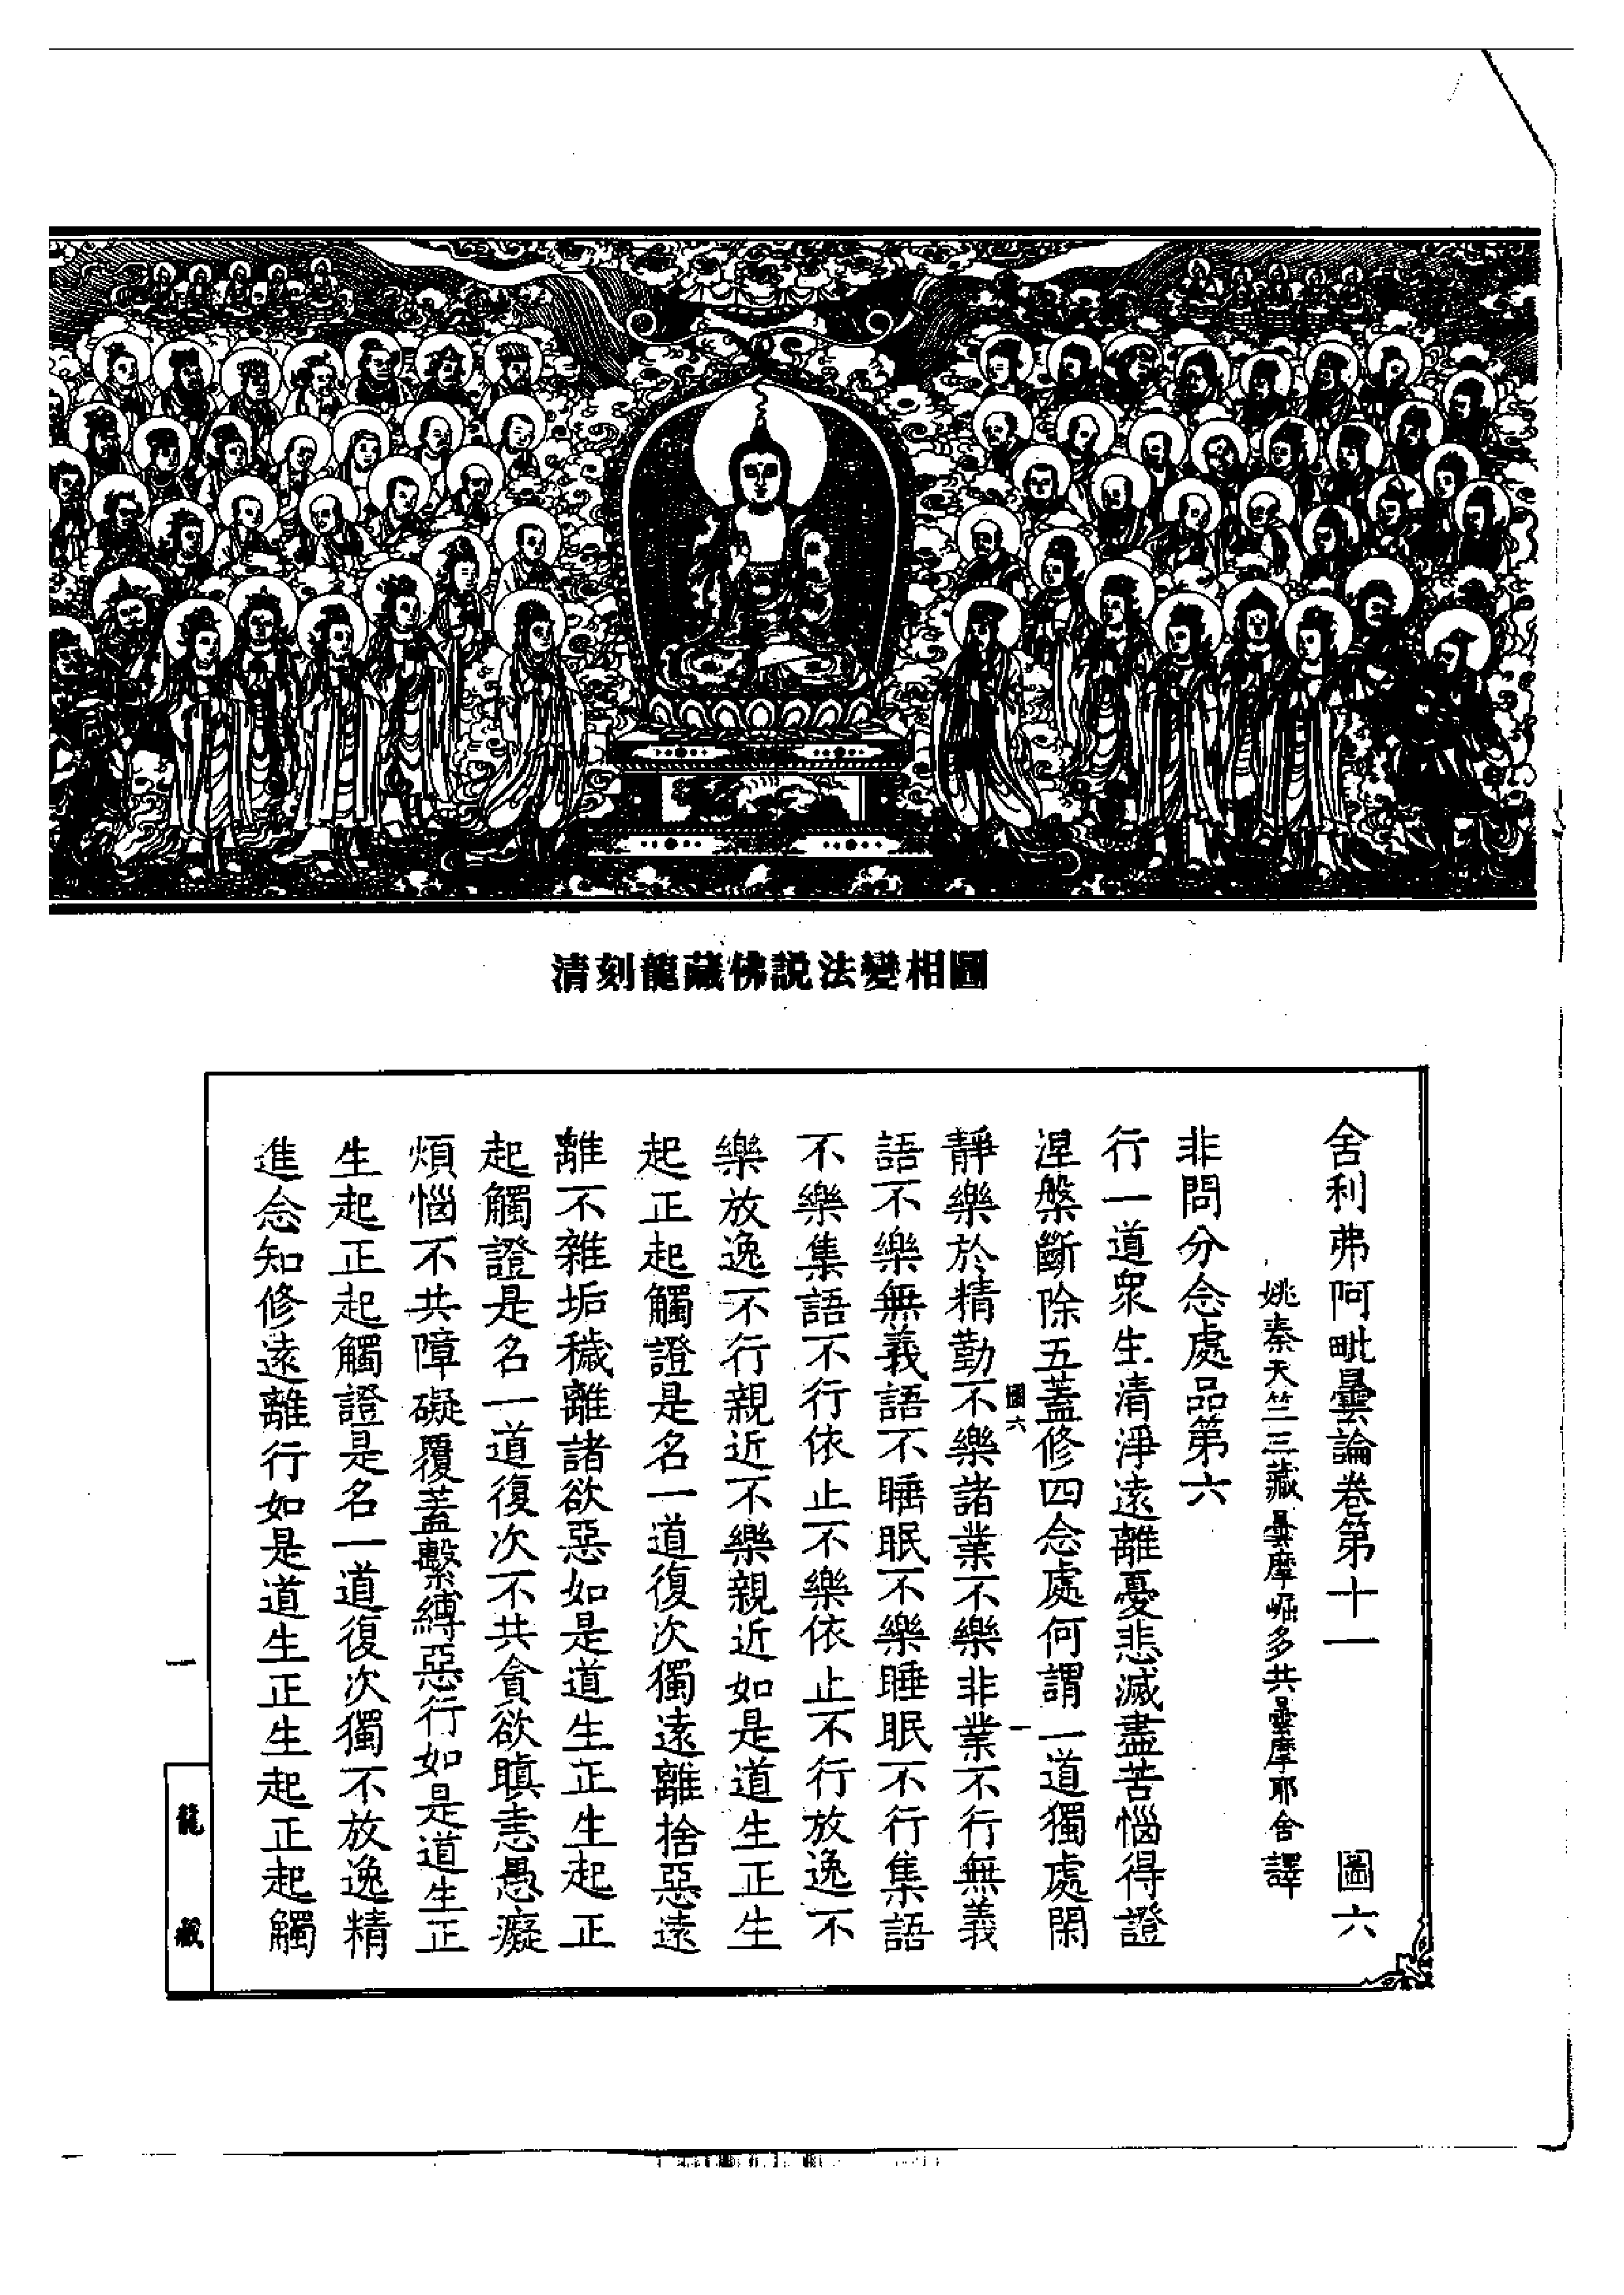 清刻龍藏佛説法變相圖
舍利弗阿毗曇論卷第十一 圖六
姚秦天竺三藏曇摩崛多共曇摩耶舍譯
非問分念處品第六
行一道衆生清淨遠離憂悲滅盡苦惱得證
涅槃斷除五蓋修四念處何謂一道獨處閑
圖六 一
靜樂於精勤不樂諸業不樂非業不行無義
語不樂無義語不睡眠不樂睡眠不行集語
不樂集語不行依止不樂依止不行放逸不
樂放逸不行親近不樂親近如是道生正生
起正起觸證是名一道復次獨遠離捨惡遠
離不雜垢穢離諸欲惡如是道生正生起正
起觸證是名一道復次不共貪欲瞋恚愚癡
煩惱不共障礙覆蓋繫縛惡行如是道生正
生起正起觸證是名一道復次獨不放逸精
進念知修遠離行如是道生正生起正起觸
一
龍藏